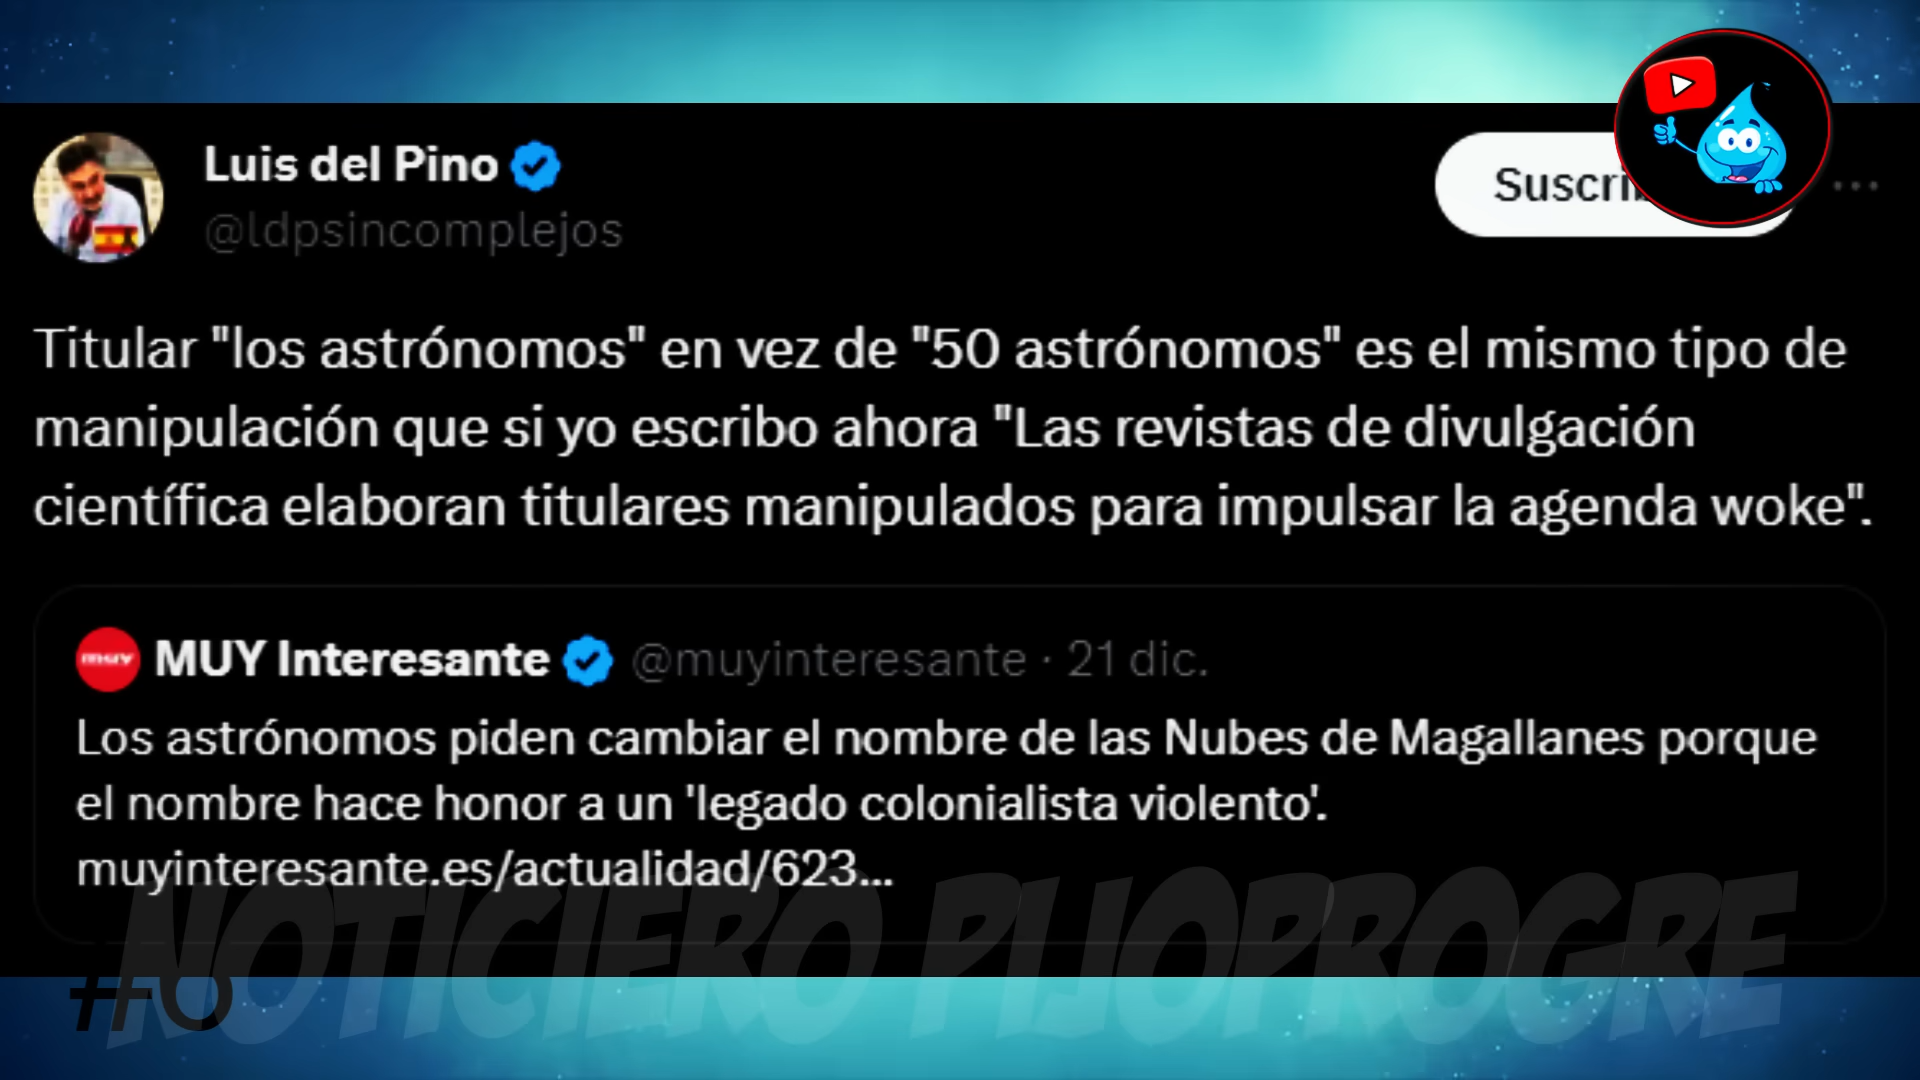 Luis del Pino
@ldpsincomplejos
Titular "los astrónomos" en vez de "50 astrónomos" es el mismo tipo de
manipulación que si yo escribo ahora "Las revistas de divulgación
científica elaboran titulares manipulados para impulsar la agenda woke".
muy MUY Interesante @muyinteresante · 21 dic.
Los astrónomos piden cambiar el nombre de las Nubes de Magallanes porque
el nombre hace honor a un 'legado colonialista violento'.
muyinteresante.es/actualidad/623...
NOTICIERO PIJOPROGRE
#6